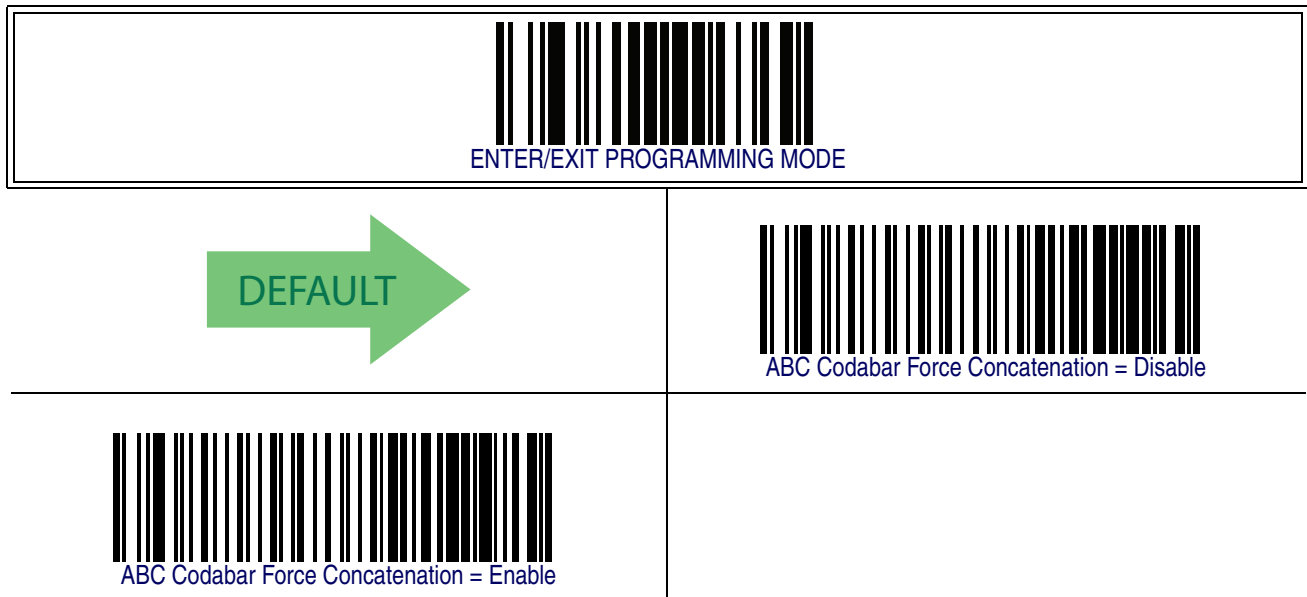 ENTER/EXIT PROGRAMMING MODE
DEFAULT
ABC Codabar Force Concatenation = Disable
ABC Codabar Force Concatenation = Enable